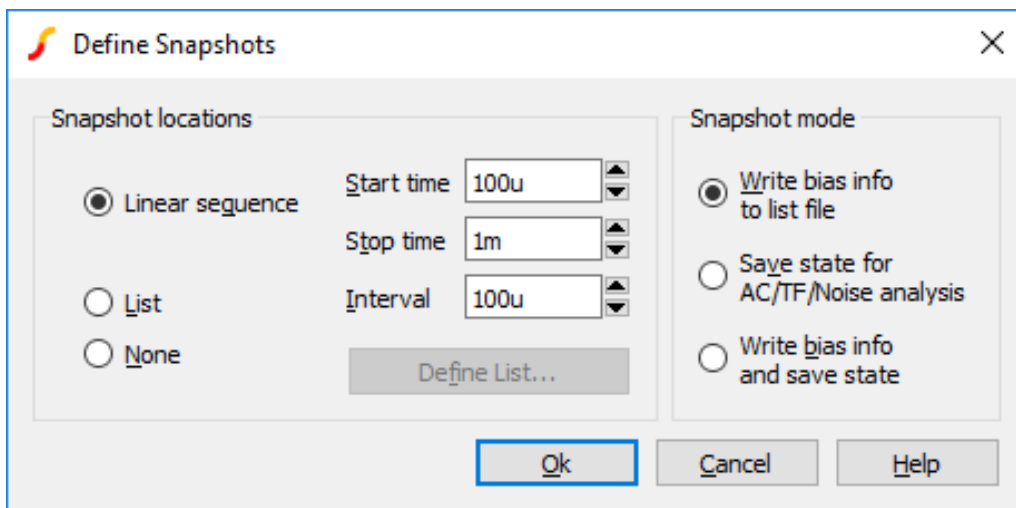 Define Snapshots
Snapshot locations
Linear sequence
Start time 100u
Stop time 1m
List
Interval 100u
None
Define List...
Snapshot mode
Write bias info
to list file
Save state for
AC/TF/Noise analysis
Write bias info
and save state
Ok
Cancel
Help